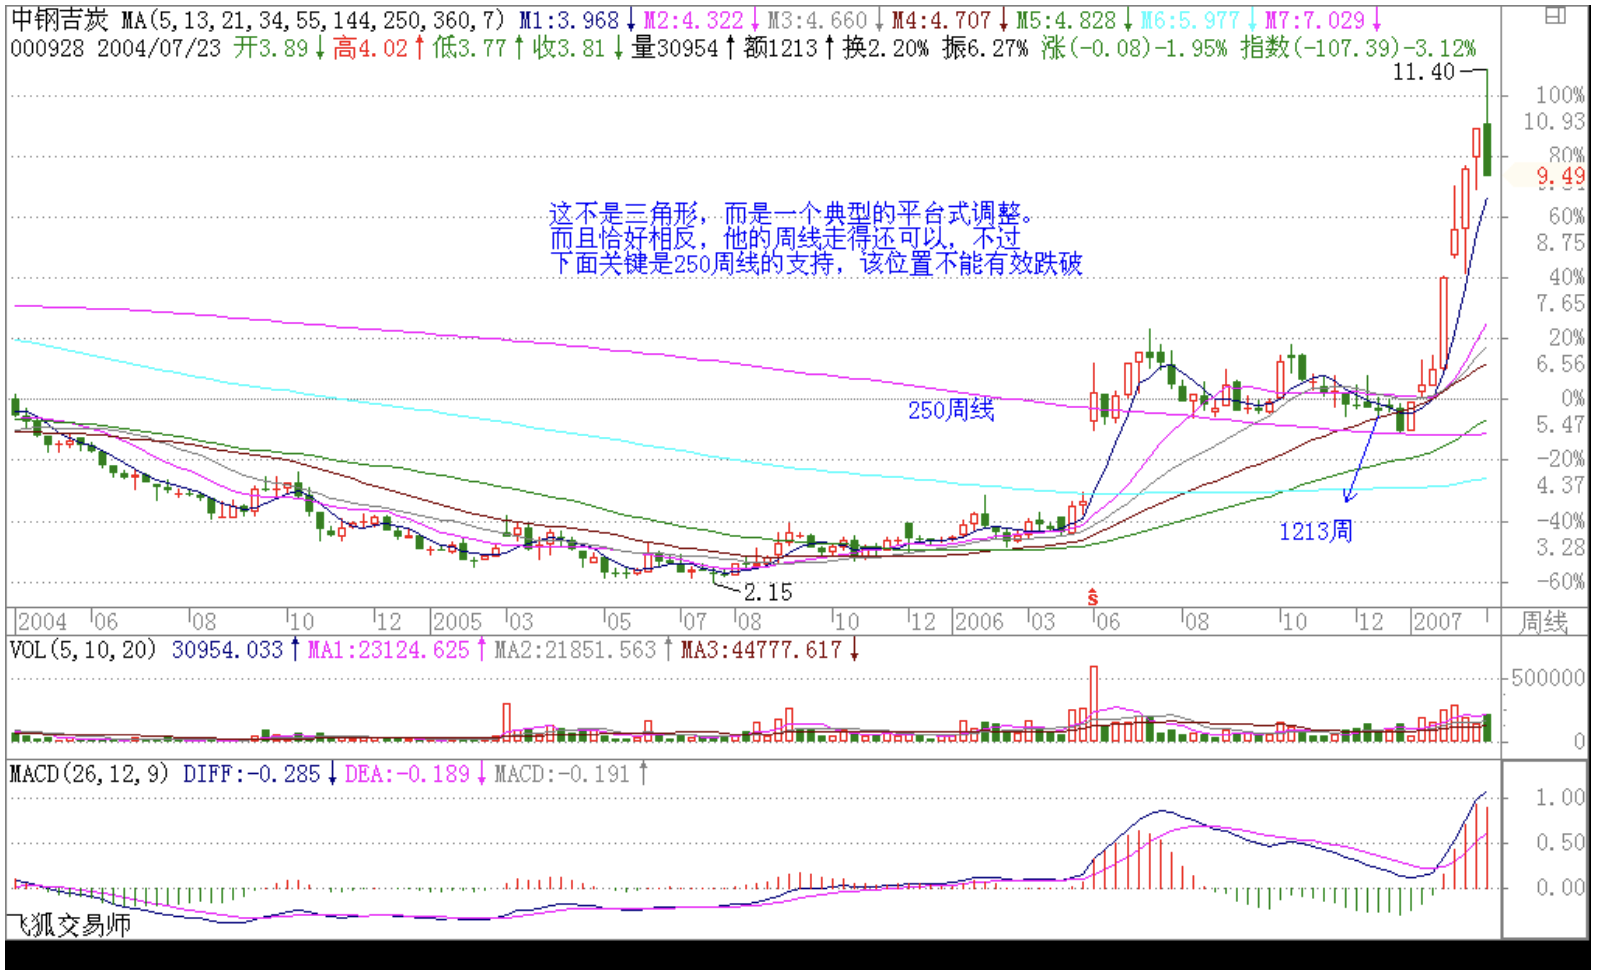 中钢吉炭 MA(5,13,21,34,55,144,250,360,7) M1:3.968↓ M2:4.322↓ M3:4.660↓ M4:4.707↓ M5:4.828↓ M6:5.977↓ M7:7.029↓
000928 2004/07/23 开3.89↓ 高4.02↑ 低3.77↑ 收3.81↓ 量30954↑ 额1213↑ 换2.20% 振6.27% 涨(-0.08)-1.95% 指数(-107.39)-3.12%
11.40
100%
10.93
80%
9.49
60%
8.75
40%
7.65
20%
6.56
0%
5.47
-20%
4.37
-40%
3.28
-60%
这不是三角形，而是一个典型的平台式调整。
而且恰好相反，他的周线走得还可以，不过
下面关键是250周线的支持，该位置不能有效跌破
250周线
1213周
2.15
S
2004 06 08 10 12 2005 03 05 07 08 10 12 2006 03 06 08 10 12 2007 周线
VOL(5,10,20) 30954.033↑ MA1:23124.625↑ MA2:21851.563↑ MA3:44777.617↓
500000
0
MACD(26,12,9) DIFF:-0.285↓ DEA:-0.189↓ MACD:-0.191↑
1.00
0.50
0.00
飞狐交易师